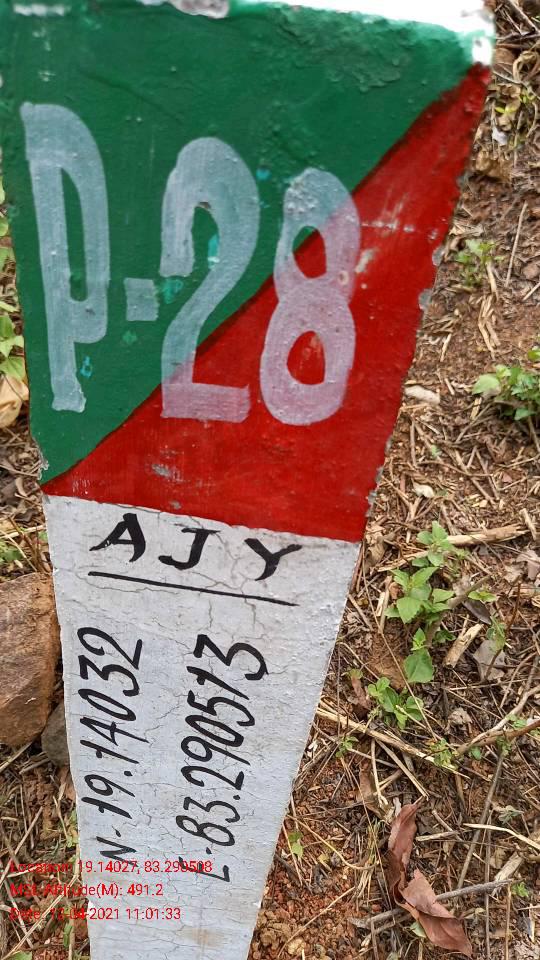 P-28
AJY
N-19.14032
E-83.290513
Location: 19.14027, 83.290508
MSL Altitude(M): 491.2
Date: 12-04-2021 11:01:33